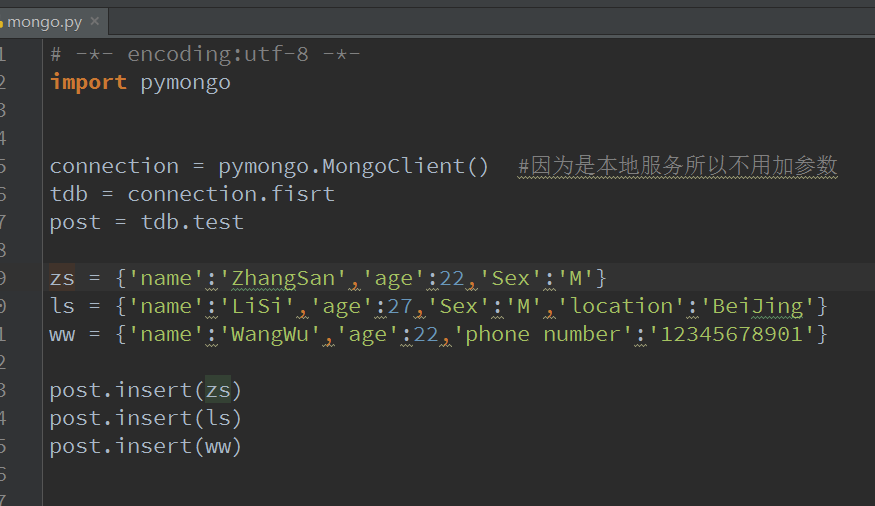 mongo.py ×
1 # -*- encoding:utf-8 -*-
2 import pymongo
3
4
5 connection = pymongo.MongoClient()  #因为是本地服务所以不用加参数
6 tdb = connection.fisrt
7 post = tdb.test
8
9 zs = {'name':'ZhangSan','age':22,'Sex':'M'}
0 ls = {'name':'LiSi','age':27,'Sex':'M','location':'BeiJing'}
1 ww = {'name':'WangWu','age':22,'phone number':'12345678901'}
2
3 post.insert(zs)
4 post.insert(ls)
5 post.insert(ww)
6
7